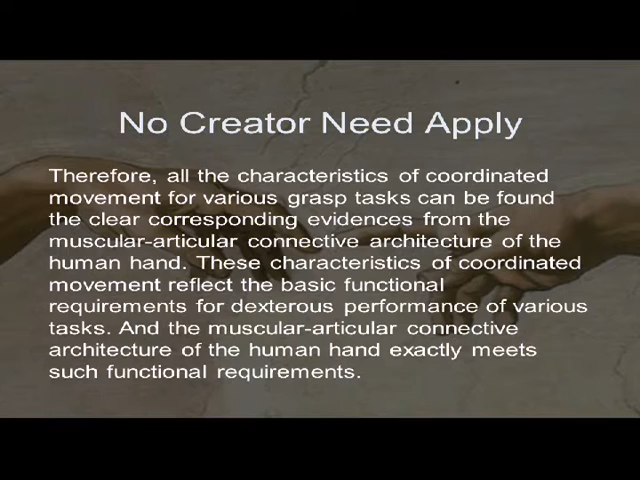 No Creator Need Apply
Therefore, all the characteristics of coordinated
movement for various grasp tasks can be found
the clear corresponding evidences from the
muscular-articular connective architecture of the
human hand. These characteristics of coordinated
movement reflect the basic functional
requirements for dexterous performance of various
tasks. And the muscular-articular connective
architecture of the human hand exactly meets
such functional requirements.